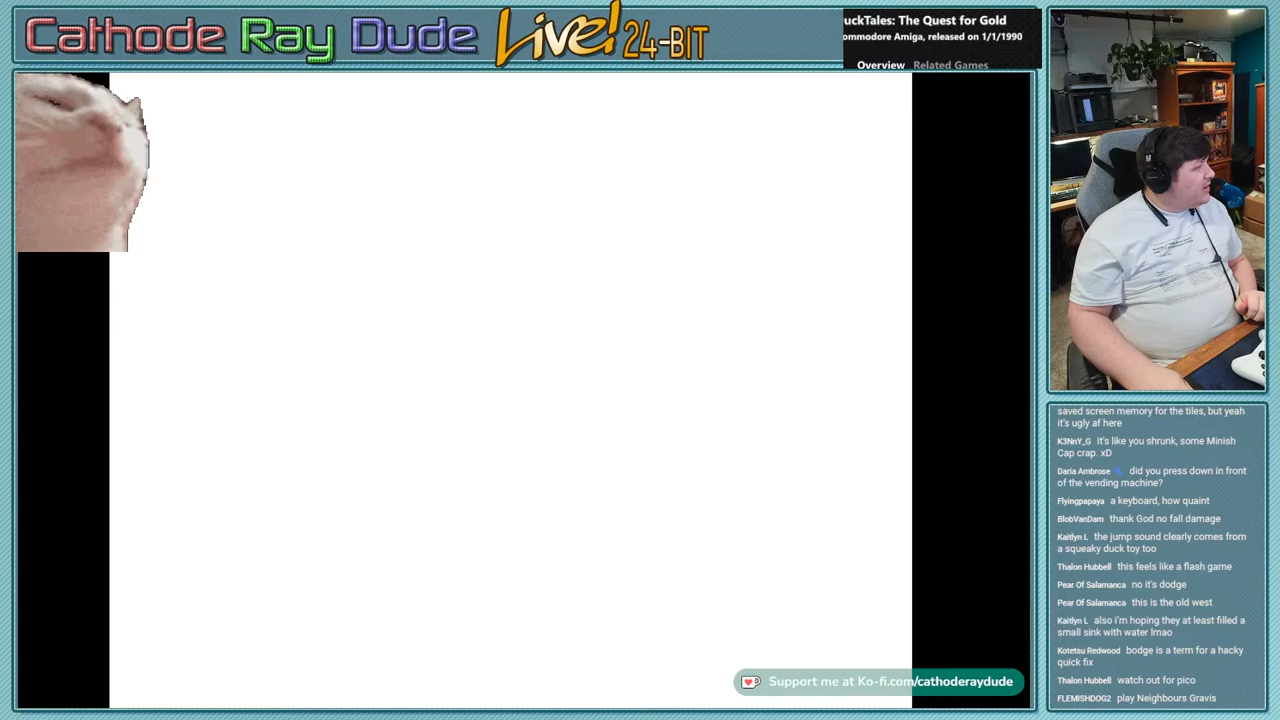 Cathode Ray Dude Live! 24-BIT
uckTales: The Quest for Gold
ommodore Amiga, released on 1/1/1990
Overview Related Games
Support me at Ko-fi.com/cathoderaydude
saved screen memory for the tiles, but yeah
it's ugly af here
K3NnY_G It's like you shrunk, some Minish
Cap crap. xD
Daria Ambrose did you press down in front
of the vending machine?
Flyingpapaya a keyboard, how quaint
BlobVanDam thank God no fall damage
Kaitlyn L the jump sound clearly comes from
a squeaky duck toy too
Thalon Hubbell this feels like a flash game
Pear Of Salamanca no it's dodge
Pear Of Salamanca this is the old west
Kaitlyn L also i'm hoping they at least filled a
small sink with water lmao
Kotetsu Redwood bodge is a term for a hacky
quick fix
Thalon Hubbell watch out for pico
FLEMISHDOG2 play Neighbours Gravis